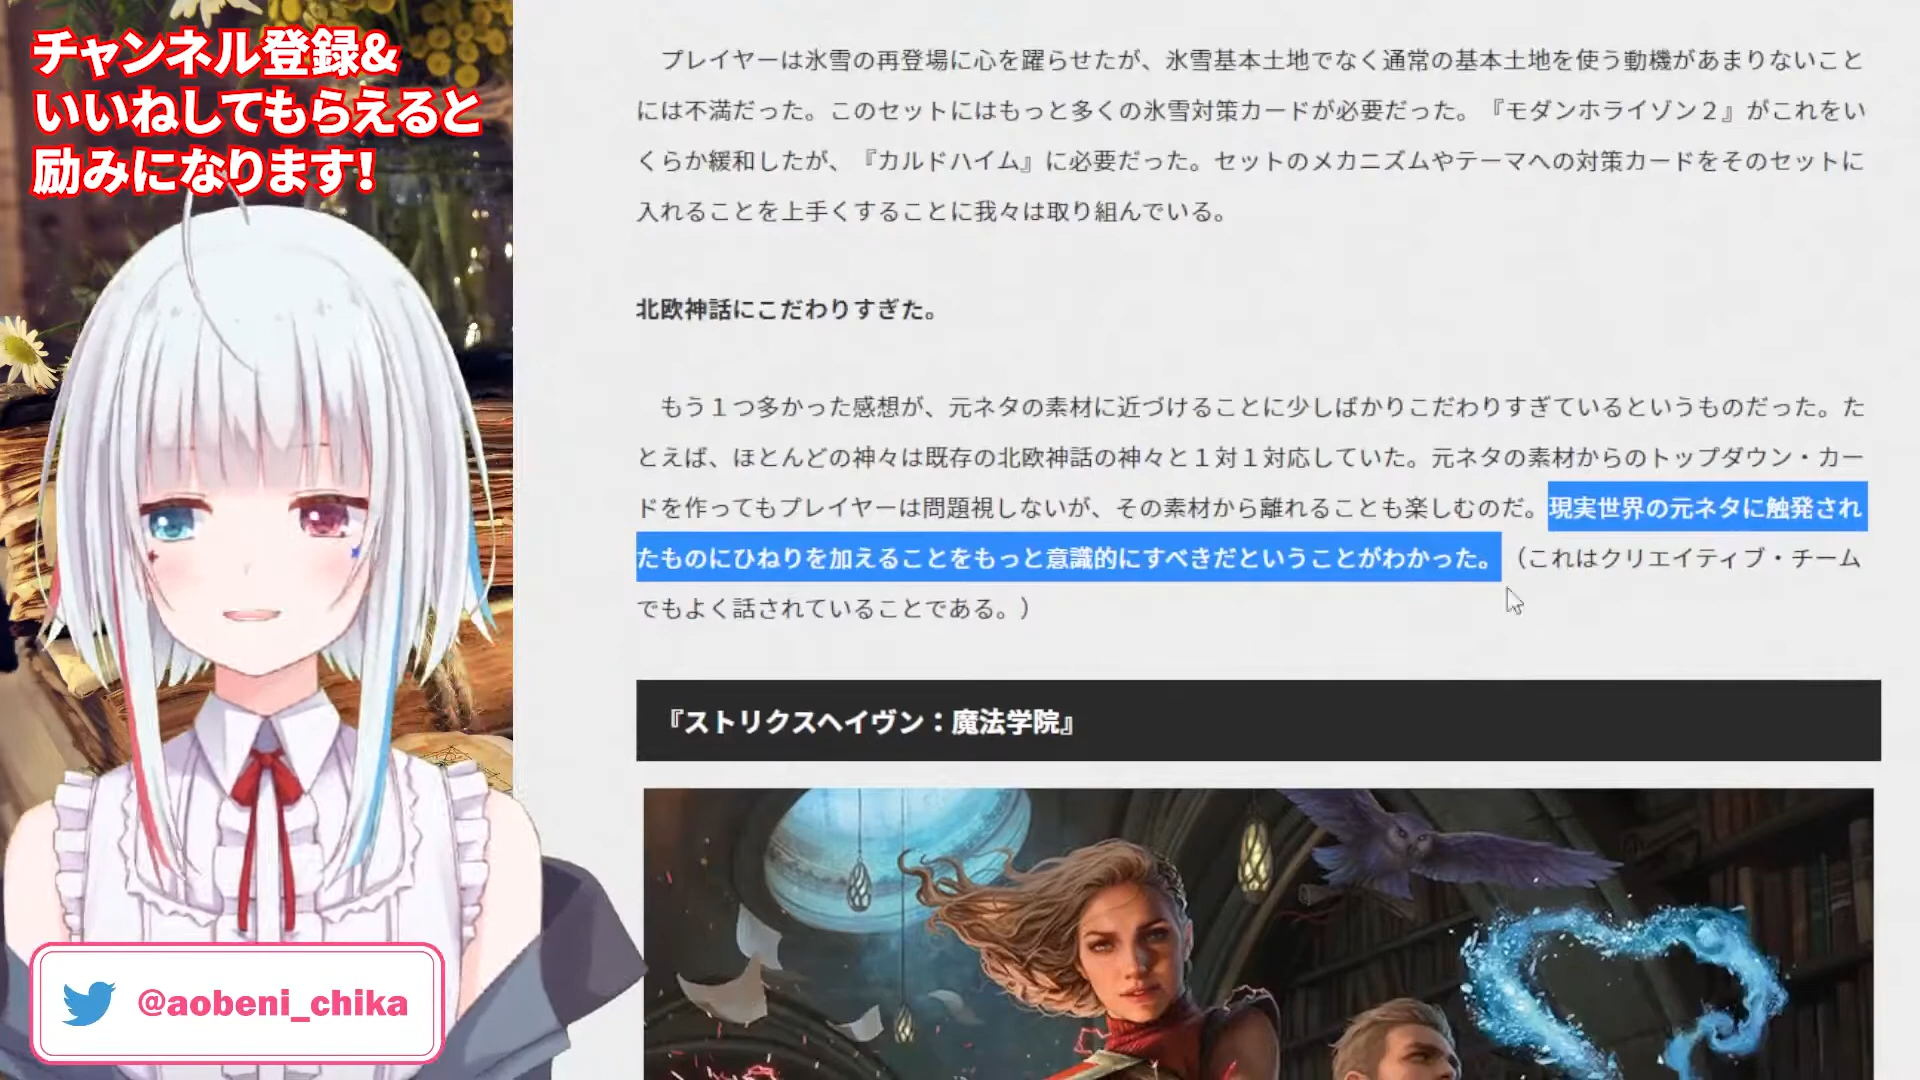 チャンネル登録&
いいねしてもらえると
励みになります!
@aobeni_chika
プレイヤーは氷雪の再登場に心を躍らせたが、氷雪基本土地でなく通常の基本土地を使う動機があまりないこと
には不満だった。このセットにはもっと多くの氷雪対策カードが必要だった。『モダンホライゾン２』がこれをい
くらか緩和したが、『カルドハイム』に必要だった。セットのメカニズムやテーマへの対策カードをそのセットに
入れることを上手くすることに我々は取り組んでいる。
北欧神話にこだわりすぎた。
もう１つ多かった感想が、元ネタの素材に近づけることに少しばかりこだわりすぎているというものだった。た
とえば、ほとんどの神々は既存の北欧神話の神々と１対１対応していた。元ネタの素材からのトップダウン・カー
ドを作ってもプレイヤーは問題視しないが、その素材から離れることも楽しむのだ。現実世界の元ネタに触発され
たものにひねりを加えることをもっと意識的にすべきだということがわかった。（これはクリエイティブ・チーム
でもよく話されていることである。）
『ストリクスヘイヴン：魔法学院』